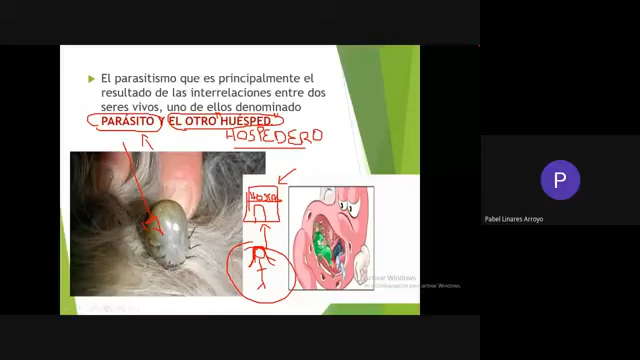 El parasitismo que es principalmente el
resultado de las interrelaciones entre dos
seres vivos, uno de ellos denominado
PARÁSITO Y EL OTRO "HUÉSPED.
HOSPEDERO
HOSTAL
P
Pabel Linares Arroyo
activar Windows